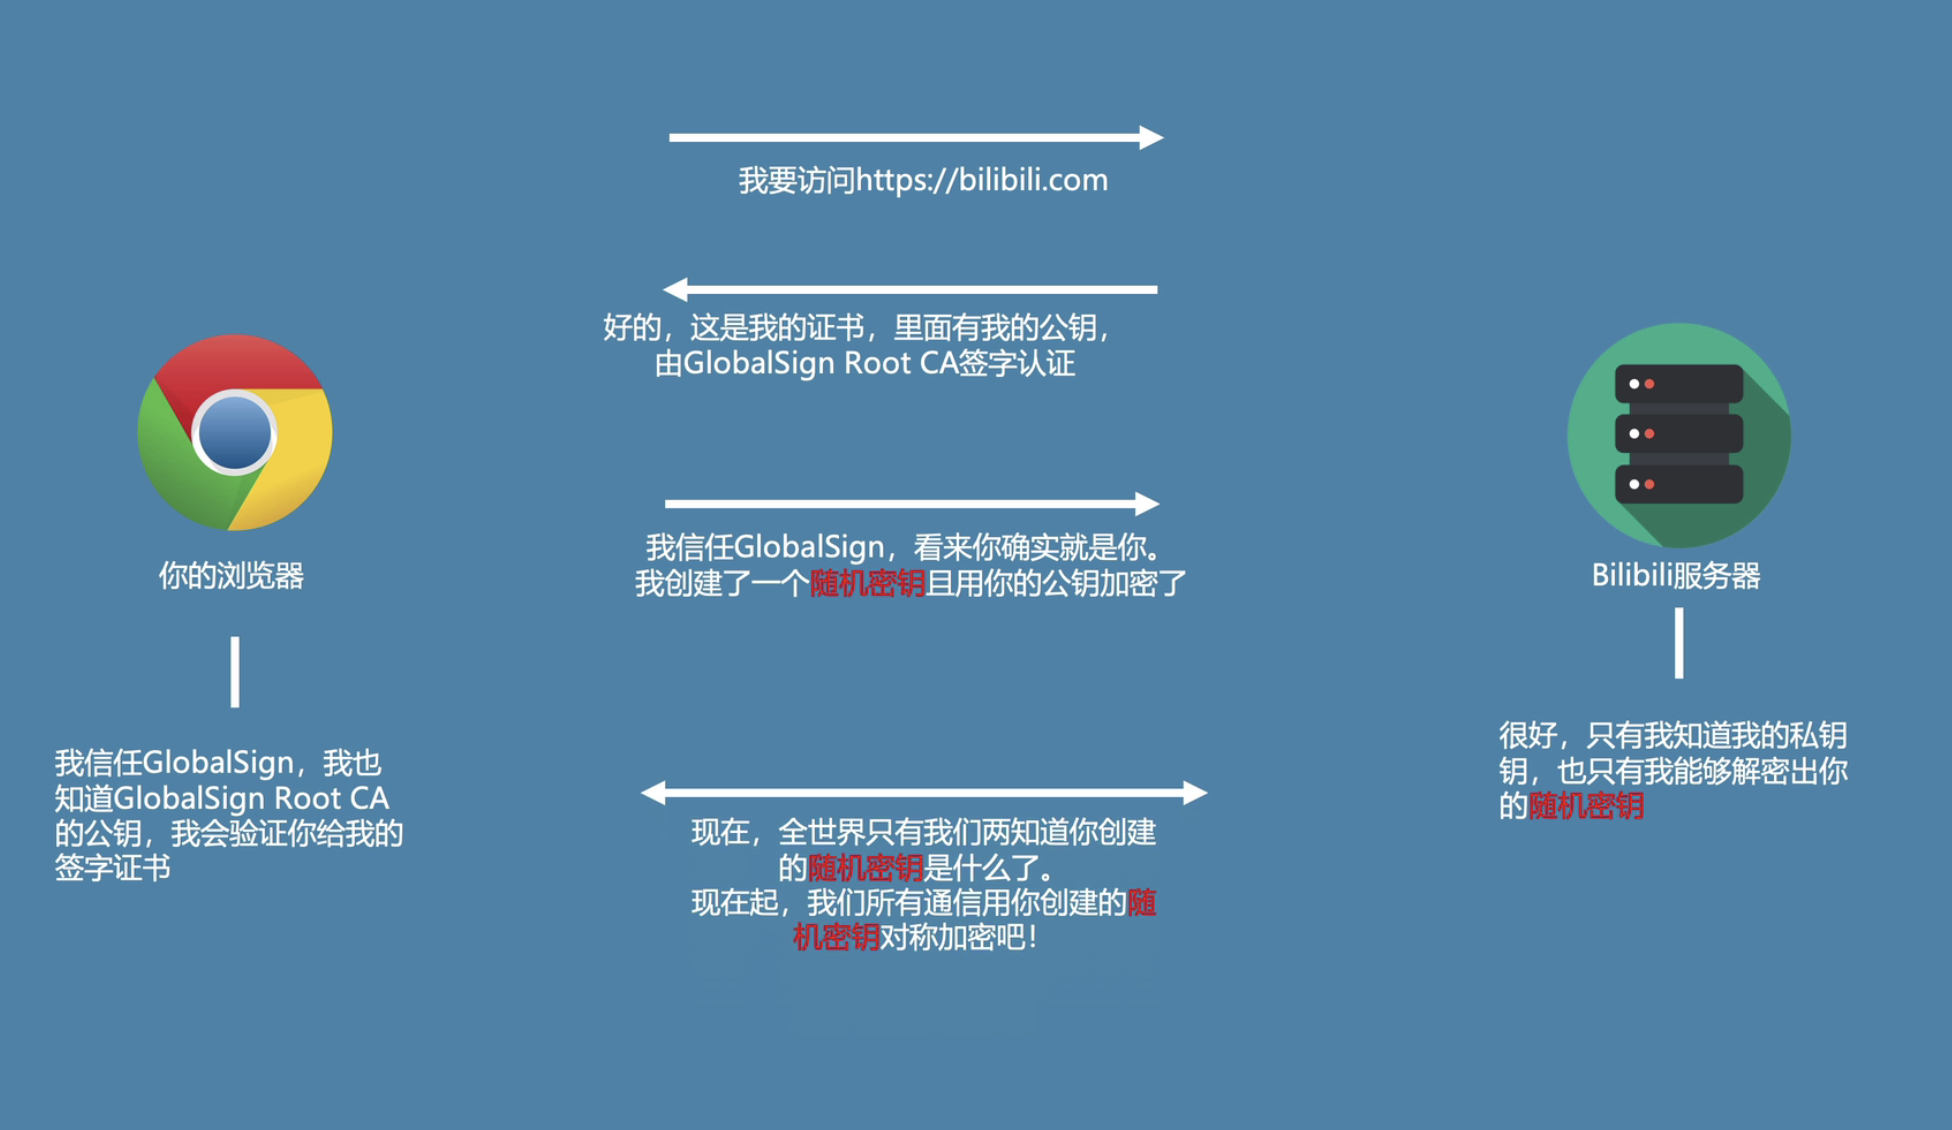 我要访问https://bilibili.com
好的，这是我的证书，里面有我的公钥，
由GlobalSign Root CA签字认证
我信任GlobalSign，看来你确实就是你。
我创建了一个随机密钥且用你的公钥加密了
你的浏览器
Bilibili服务器
我信任GlobalSign，我也
知道GlobalSign Root CA
的公钥，我会验证你给我的
签字证书
很好，只有我知道我的私钥
钥，也只有我能够解密出你
的随机密钥
现在，全世界只有我们两知道你创建
的随机密钥是什么了。
现在起，我们所有通信用你创建的随
机密钥对称加密吧！